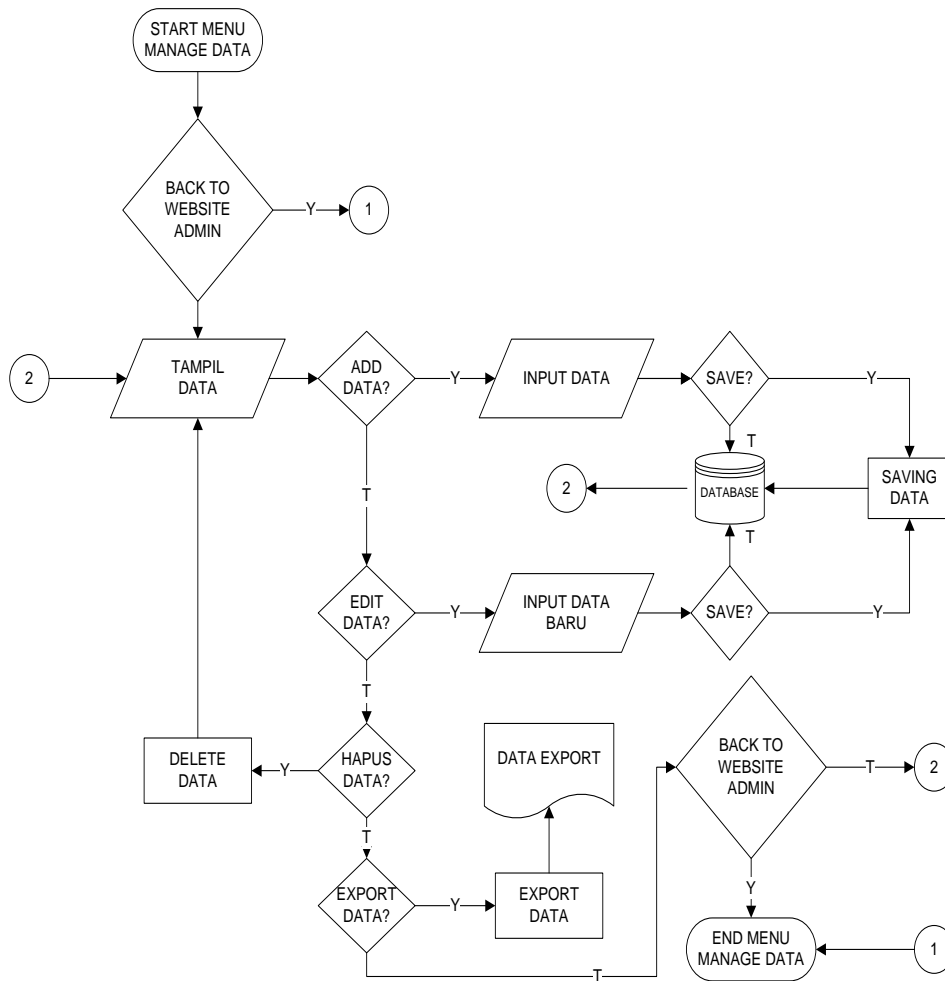 START MENU
MANAGE DATA
BACK TO
WEBSITE
ADMIN
Y
1
2
TAMPIL
DATA
ADD
DATA?
Y
INPUT DATA
SAVE?
Y
T
T
2
DATABASE
SAVING
DATA
T
EDIT
DATA?
Y
INPUT DATA
BARU
SAVE?
Y
T
DELETE
DATA
Y
HAPUS
DATA?
DATA EXPORT
BACK TO
WEBSITE
ADMIN
T
2
T
EXPORT
DATA?
Y
EXPORT
DATA
Y
T
END MENU
MANAGE DATA
1